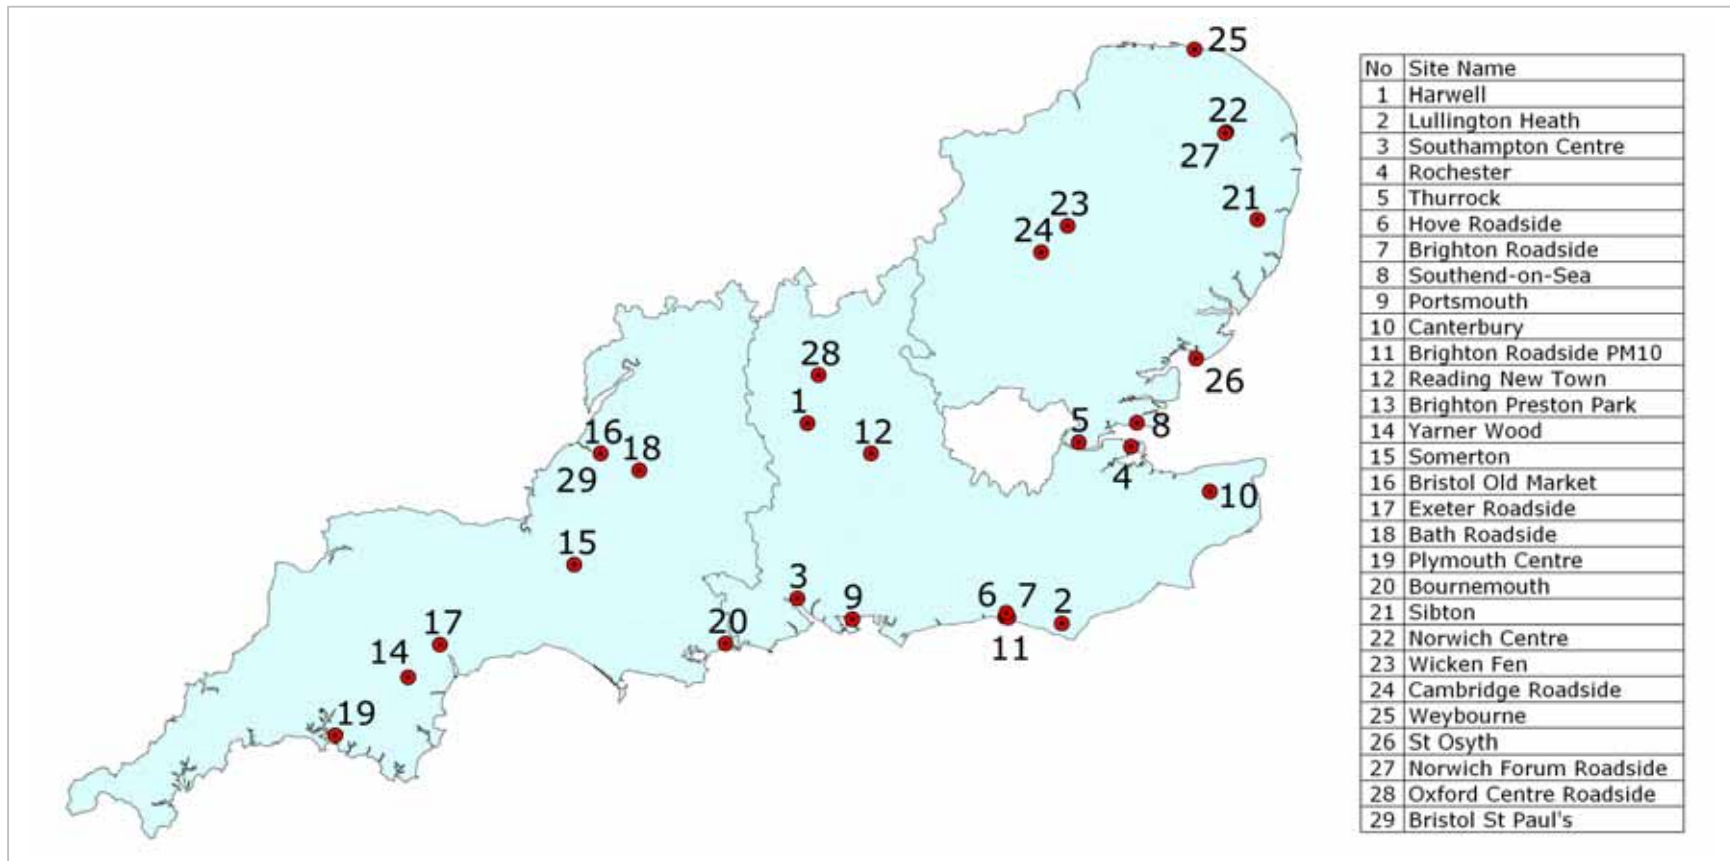 25
22
27
21
23
24
28
26
1
5
8
16
18
12
29
4
10
15
3
9
6
7
2
20
11
17
14
19
No Site Name
1 Harwell
2 Lullington Heath
3 Southampton Centre
4 Rochester
5 Thurrock
6 Hove Roadside
7 Brighton Roadside
8 Southend-on-Sea
9 Portsmouth
10 Canterbury
11 Brighton Roadside PM10
12 Reading New Town
13 Brighton Preston Park
14 Yarner Wood
15 Somerton
16 Bristol Old Market
17 Exeter Roadside
18 Bath Roadside
19 Plymouth Centre
20 Bournemouth
21 Sibton
22 Norwich Centre
23 Wicken Fen
24 Cambridge Roadside
25 Weybourne
26 St Osyth
27 Norwich Forum Roadside
28 Oxford Centre Roadside
29 Bristol St Paul's